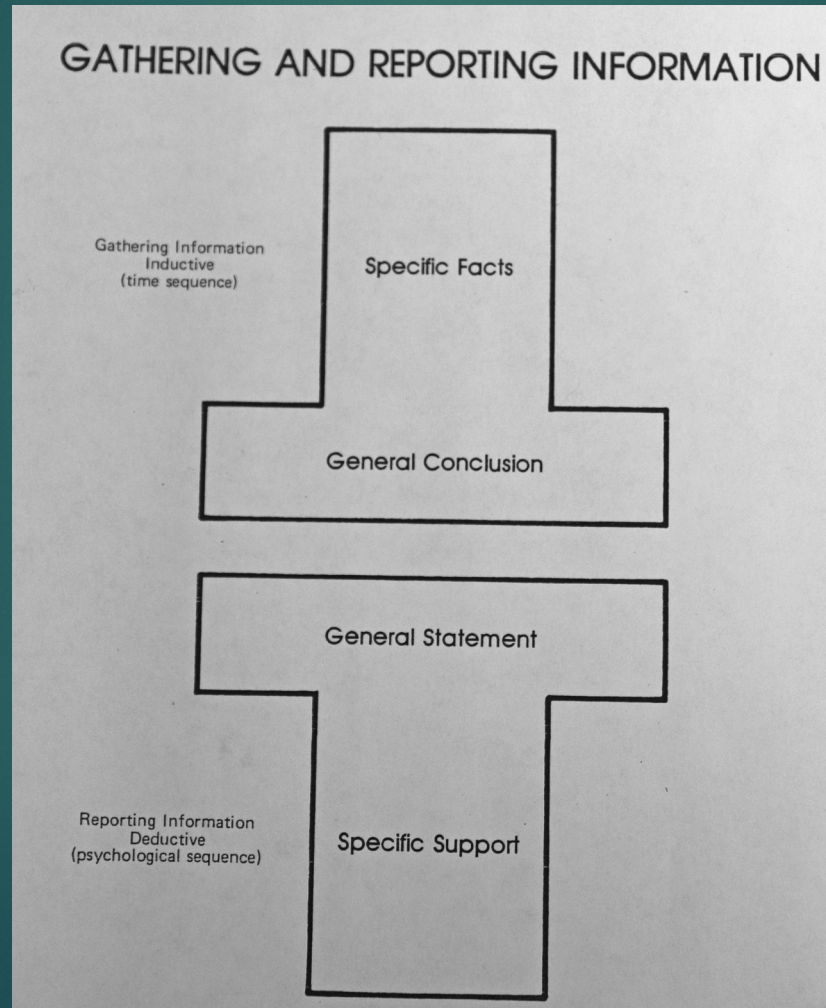 GATHERING AND REPORTING INFORMATION
Gathering Information
Inductive
(time sequence)
Specific Facts
General Conclusion
General Statement
Reporting Information
Deductive
(psychological sequence)
Specific Support